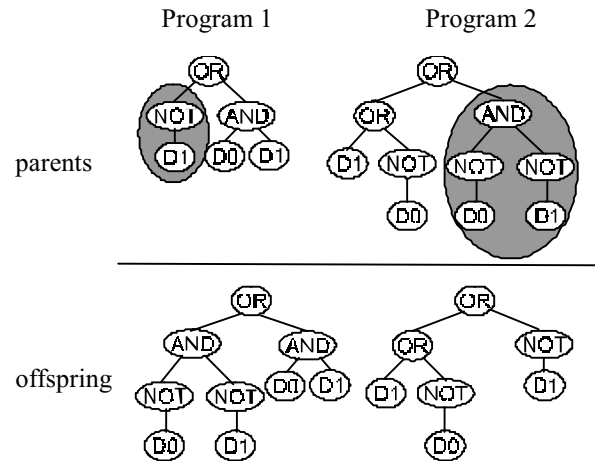 Program 1 Program 2
OR OR
NOT AND OR AND
parents
D1 D0 D1 D1 NOT NOT NOT
D0 D0 D1
OR OR
AND AND OR NOT
offspring
NOT NOT D0 D1 D1 NOT D1
D0 D1 D0